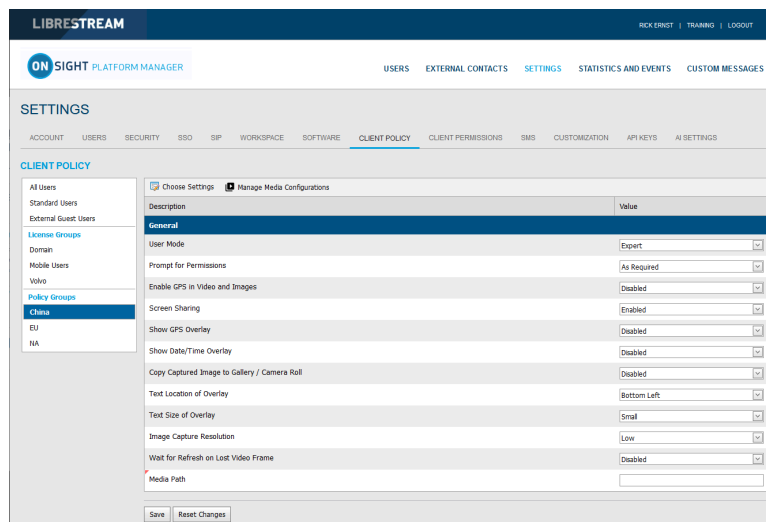 LIBRESTREAM
RICK ERNST | TRAINING | LOGOUT
ON SIGHT PLATFORM MANAGER
USERS EXTERNAL CONTACTS SETTINGS STATISTICS AND EVENTS CUSTOM MESSAGES
SETTINGS
ACCOUNT USERS SECURITY SSO SIP WORKSPACE SOFTWARE CLIENT POLICY CLIENT PERMISSIONS SMS CUSTOMIZATION API KEYS AI SETTINGS
CLIENT POLICY
All Users
Standard Users
External Guest Users
License Groups
Domain
Mobile Users
Volvo
Policy Groups
China
EU
NA
Choose Settings Manage Media Configurations
Description Value
General
User Mode Expert
Prompt for Permissions As Required
Enable GPS in Video and Images Disabled
Screen Sharing Enabled
Show GPS Overlay Disabled
Show Date/Time Overlay Disabled
Copy Captured Image to Gallery / Camera Roll Disabled
Text Location of Overlay Bottom Left
Text Size of Overlay Small
Image Capture Resolution Low
Wait for Refresh on Lost Video Frame Disabled
Media Path
Save Reset Changes